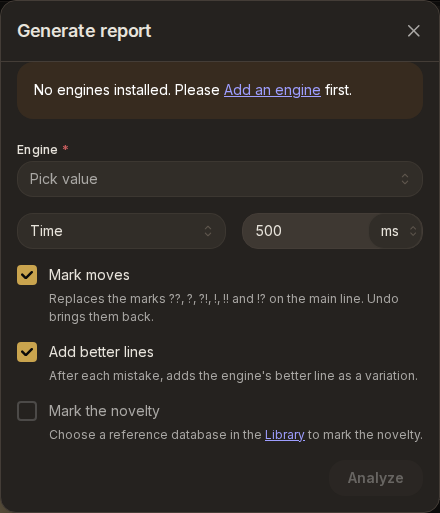 Generate report
No engines installed. Please Add an engine first.
Engine *
Pick value
Time
500
ms
Mark moves
Replaces the marks ??, ?, ?!, !, !! and !? on the main line. Undo
brings them back.
Add better lines
After each mistake, adds the engine's better line as a variation.
Mark the novelty
Choose a reference database in the Library to mark the novelty.
Analyze